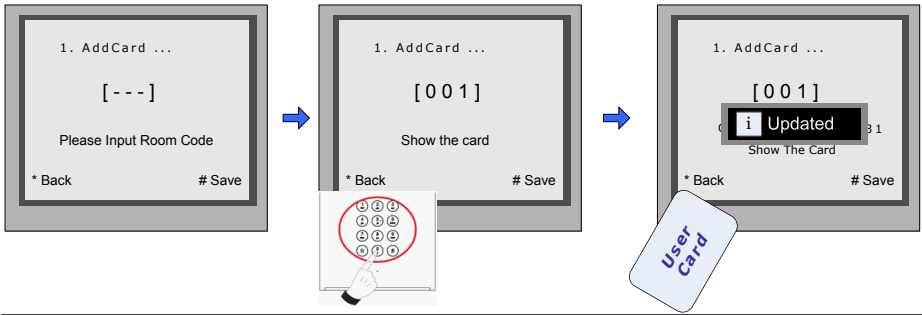 1. AddCard ...
[---]
Please Input Room Code
* Back # Save
1. AddCard ...
[001]
Show the card
* Back # Save
1. AddCard ...
[001]
i Updated
31
Show The Card
* Back # Save
User
Card